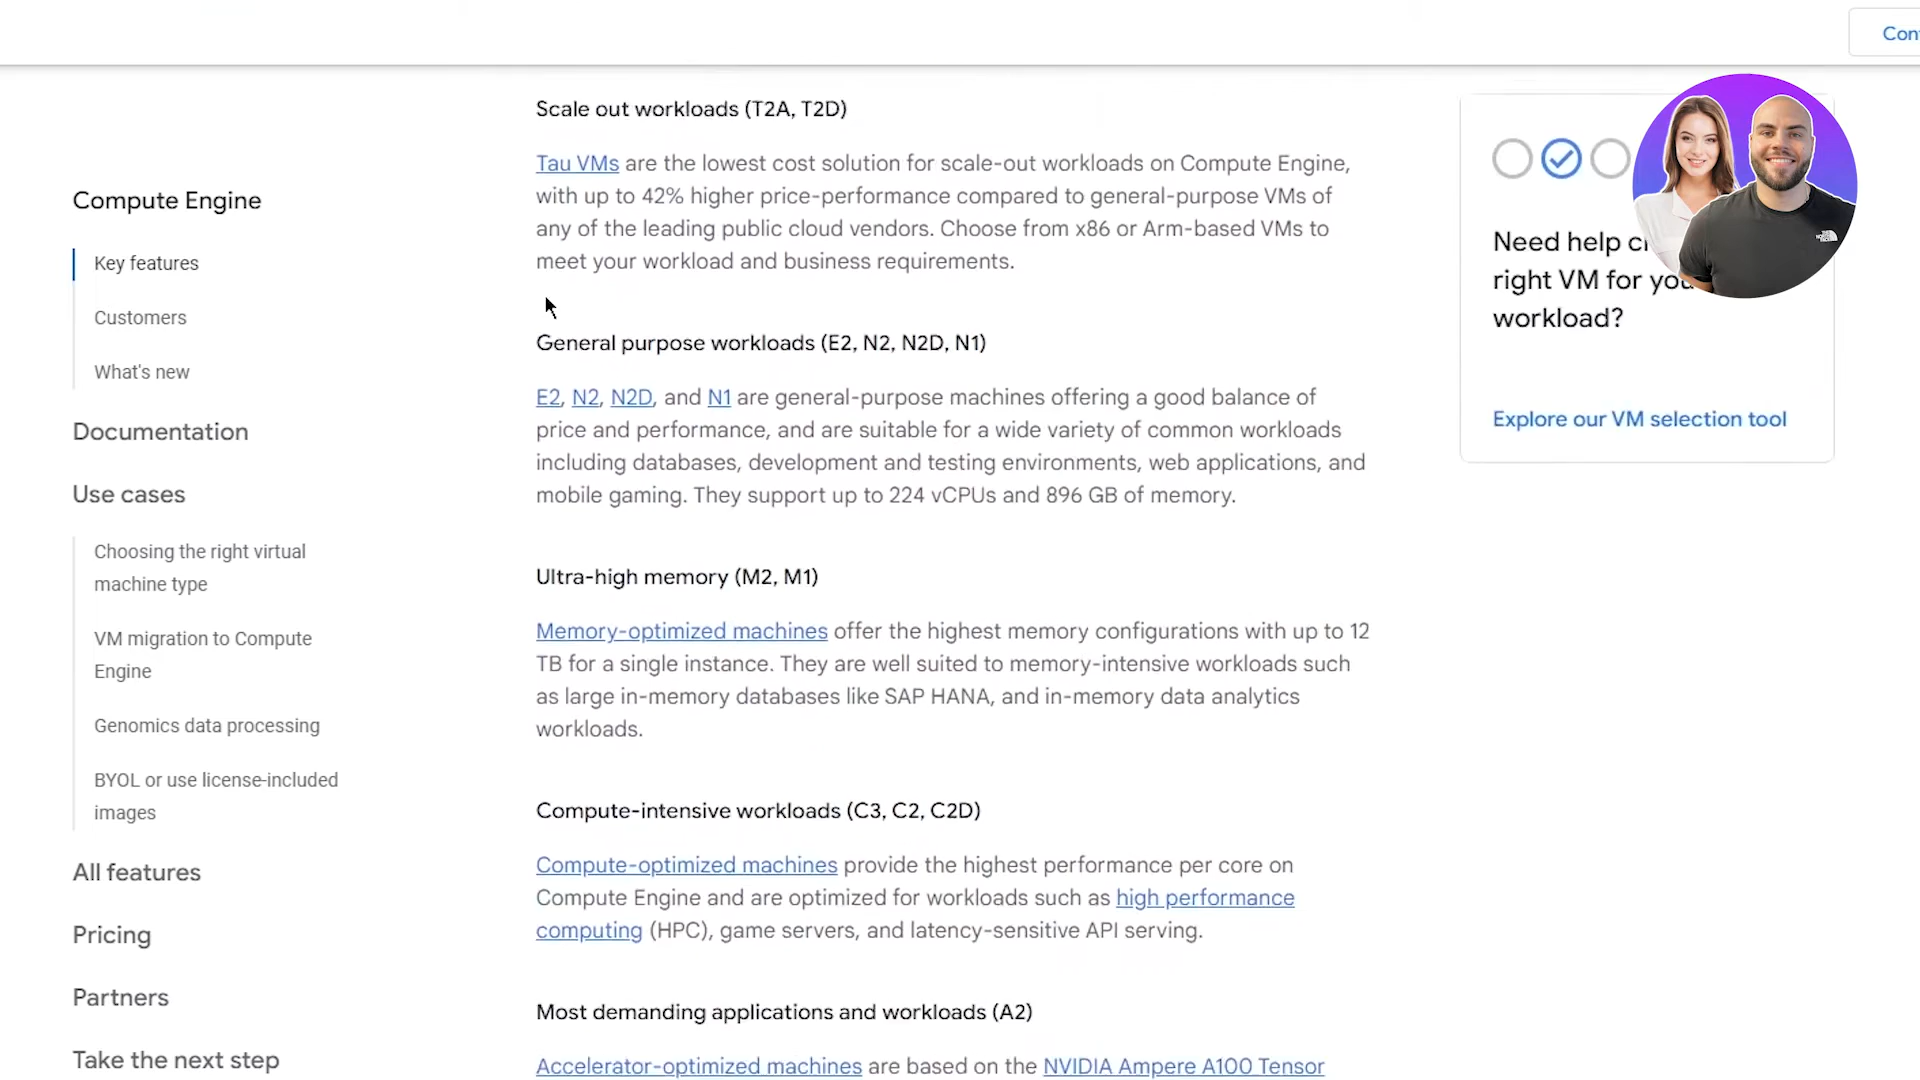 Con
Compute Engine
Key features
Customers
What's new
Documentation
Use cases
Choosing the right virtual
machine type
VM migration to Compute
Engine
Genomics data processing
BYOL or use license-included
images
All features
Pricing
Partners
Take the next step
Scale out workloads (T2A, T2D)
Tau VMs are the lowest cost solution for scale-out workloads on Compute Engine,
with up to 42% higher price-performance compared to general-purpose VMs of
any of the leading public cloud vendors. Choose from x86 or Arm-based VMs to
meet your workload and business requirements.
General purpose workloads (E2, N2, N2D, N1)
E2, N2, N2D, and N1 are general-purpose machines offering a good balance of
price and performance, and are suitable for a wide variety of common workloads
including databases, development and testing environments, web applications, and
mobile gaming. They support up to 224 vCPUs and 896 GB of memory.
Ultra-high memory (M2, M1)
Memory-optimized machines offer the highest memory configurations with up to 12
TB for a single instance. They are well suited to memory-intensive workloads such
as large in-memory databases like SAP HANA, and in-memory data analytics
workloads.
Compute-intensive workloads (C3, C2, C2D)
Compute-optimized machines provide the highest performance per core on
Compute Engine and are optimized for workloads such as high performance
computing (HPC), game servers, and latency-sensitive API serving.
Most demanding applications and workloads (A2)
Accelerator-optimized machines are based on the NVIDIA Ampere A100 Tensor
Need help
right VM for you
workload?
Explore our VM selection tool